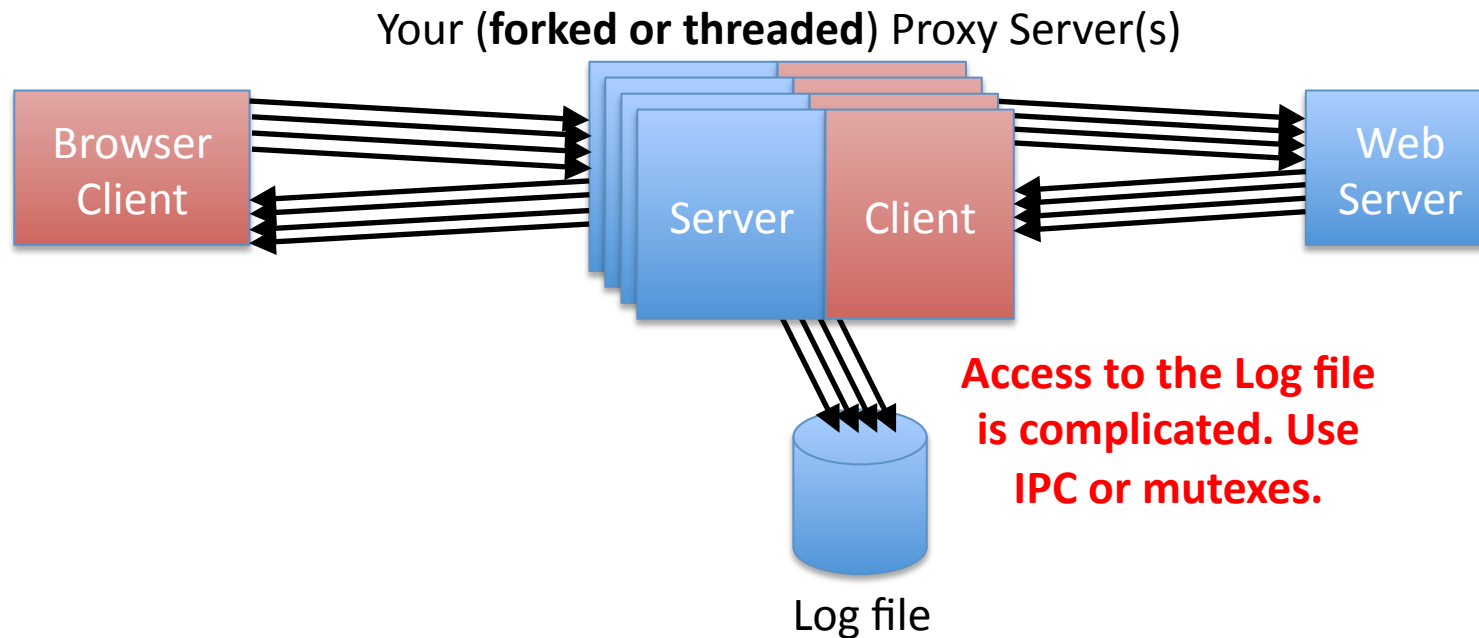 Your (forked or threaded) Proxy Server(s)
Browser
Client
Server
Client
Web
Server
Access to the Log file
is complicated. Use
IPC or mutexes.
Log file